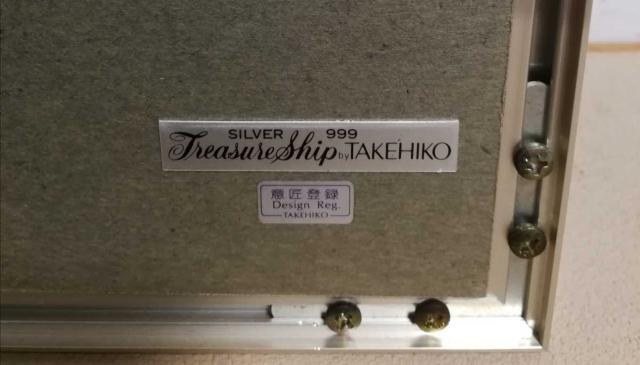 SILVER 999
TreasureShip by TAKEHIKO
意匠登録
Design Reg.
TAKEHIKO